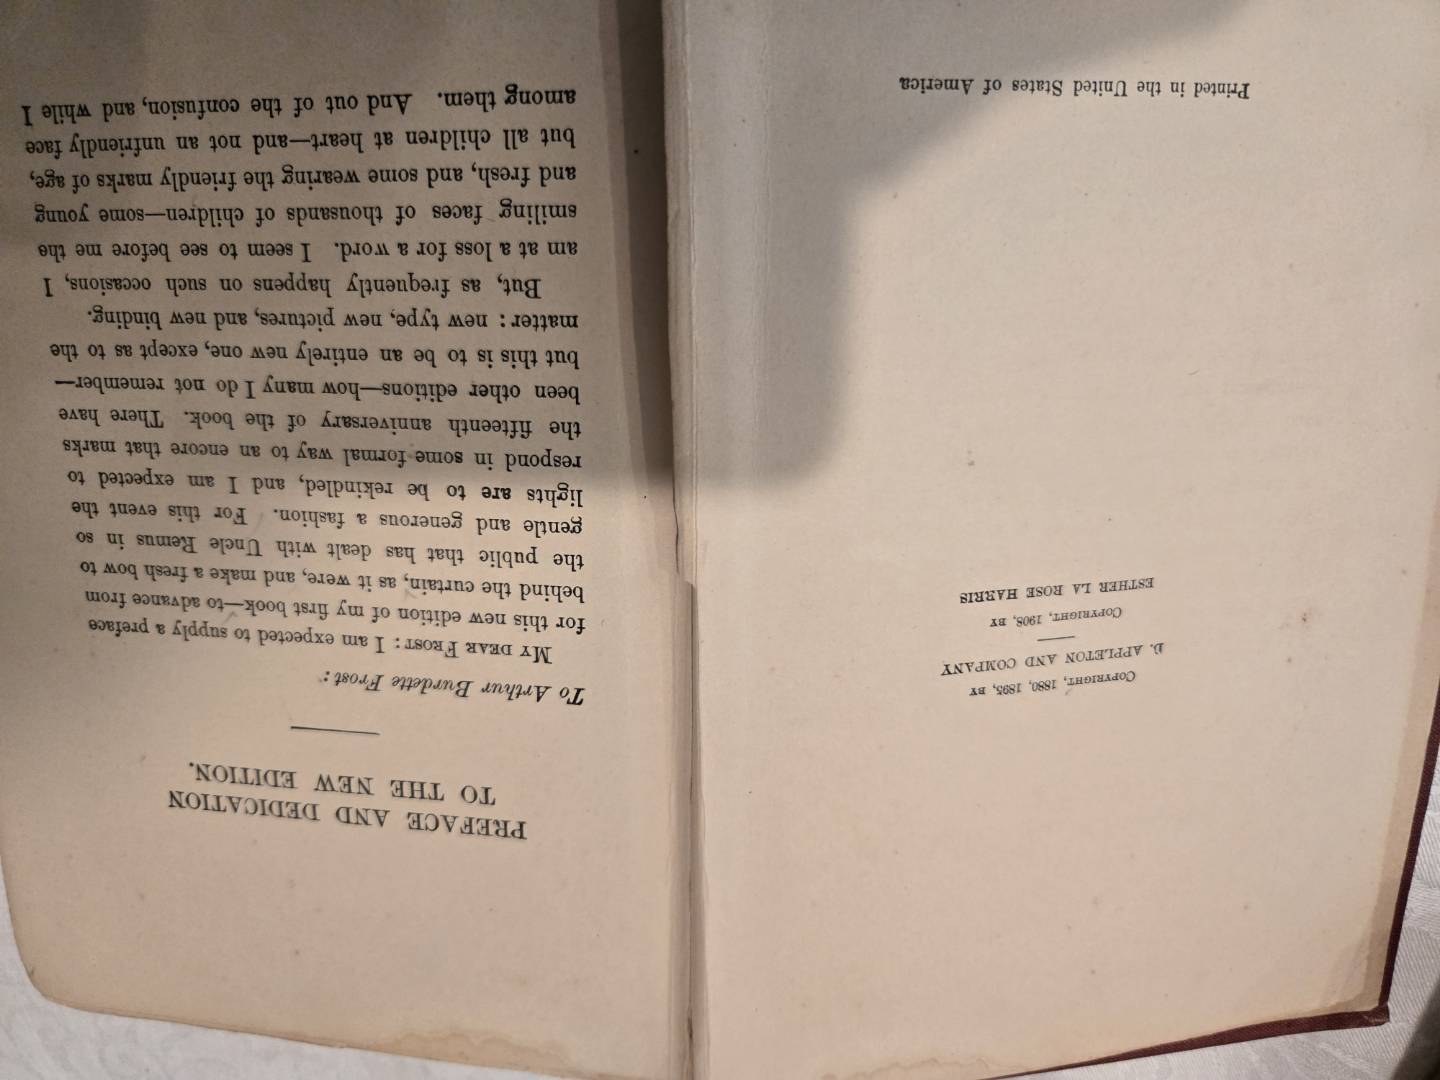 Copyright, 1880, 1895, by
D. APPLETON AND COMPANY
Copyright, 1908, by
ESTHER LA ROSE HARRIS
Printed in the United States of America
PREFACE AND DEDICATION
TO THE NEW EDITION.
To Arthur Burdette Frost:
My dear Frost: I am expected to supply a preface
for this new edition of my first book—to advance from
behind the curtain, as it were, and make a fresh bow to
the public that has dealt with Uncle Remus in so
gentle and generous a fashion. For this event the
lights are to be rekindled, and I am expected to
respond in some formal way to an encore that marks
the fifteenth anniversary of the book. There have
been other editions—how many I do not remember—
but this is to be an entirely new one, except as to the
matter: new type, new pictures, and new binding.
But, as frequently happens on such occasions, I
am at a loss for a word. I seem to see before me the
smiling faces of thousands of children—some young
and fresh, and some wearing the friendly marks of age,
but all children at heart—and not an unfriendly face
among them. And out of the confusion, and while I